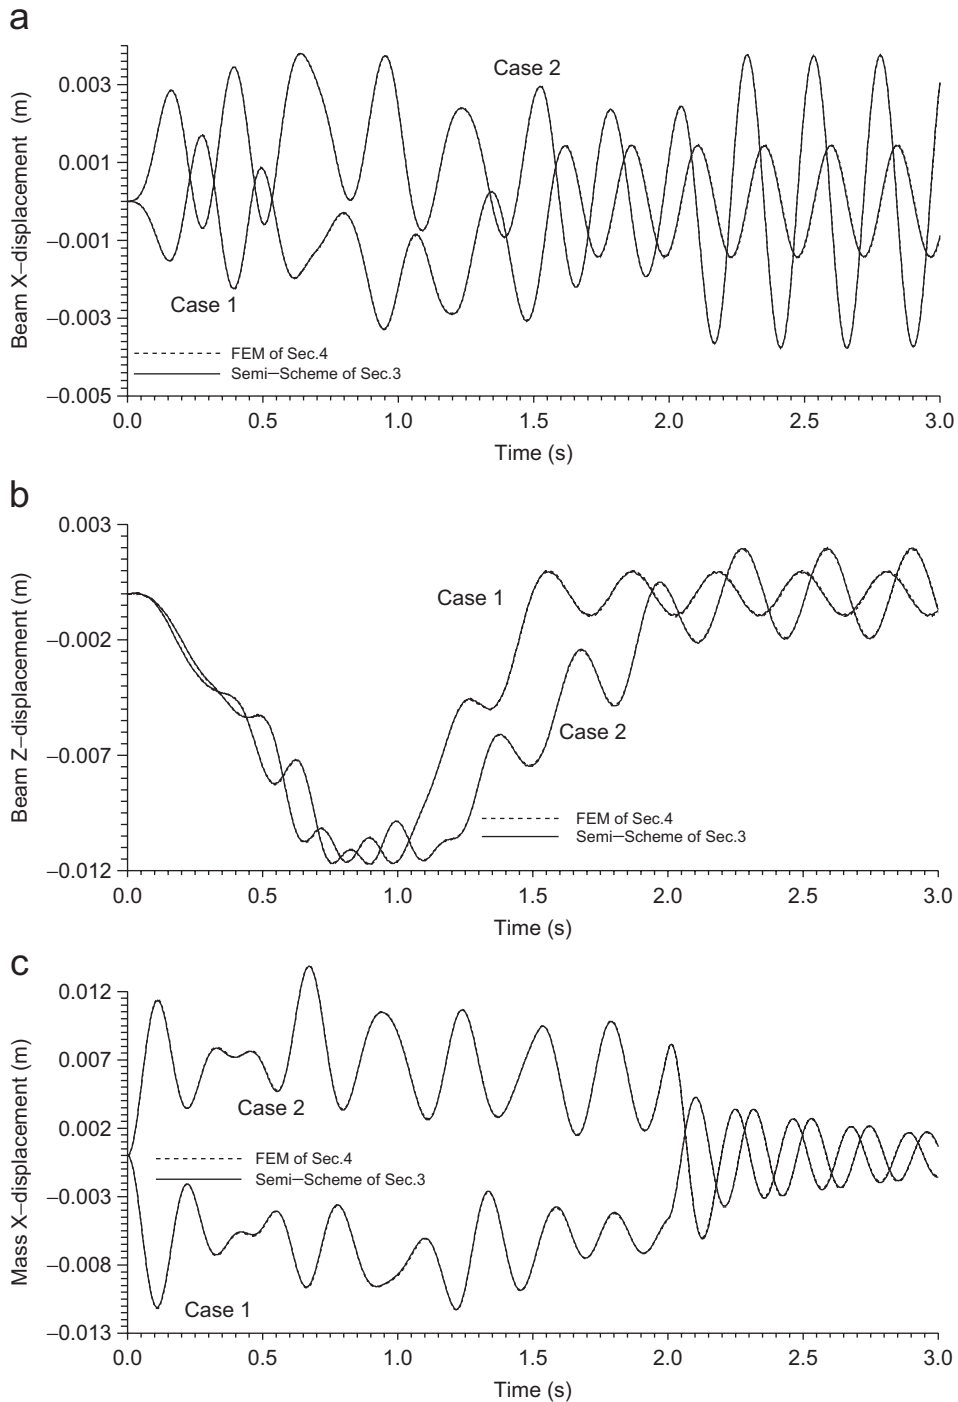 a
0.003
0.001
−0.001
−0.003
−0.005
Beam X−displacement (m)
Case 2
Case 1
FEM of Sec.4
Semi−Scheme of Sec.3
0.0 0.5 1.0 1.5 2.0 2.5 3.0
Time (s)
b
0.003
−0.002
−0.007
−0.012
Beam Z−displacement (m)
Case 1
Case 2
FEM of Sec.4
Semi−Scheme of Sec.3
0.0 0.5 1.0 1.5 2.0 2.5 3.0
Time (s)
c
0.012
0.007
0.002
−0.003
−0.008
−0.013
Mass X−displacement (m)
Case 2
FEM of Sec.4
Semi−Scheme of Sec.3
Case 1
0.0 0.5 1.0 1.5 2.0 2.5 3.0
Time (s)